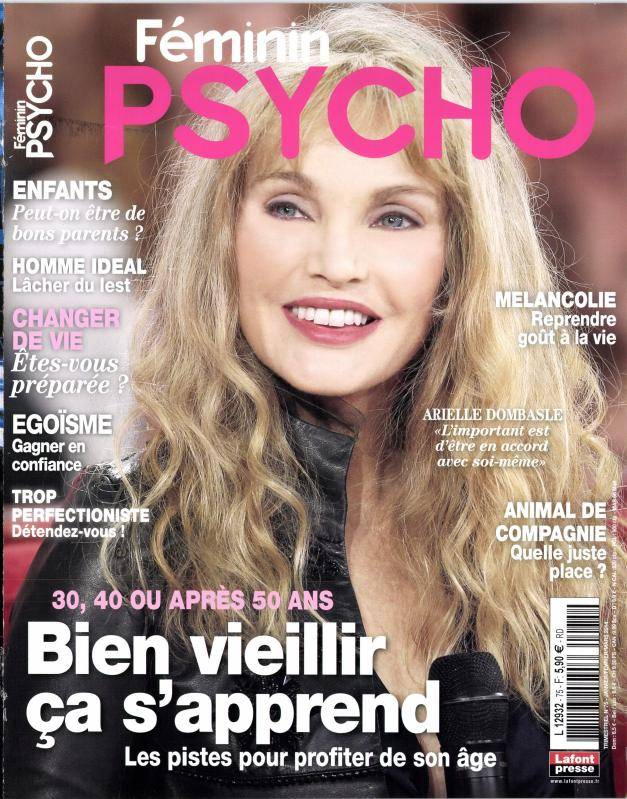 Féminin
PSYCHO
Féminin
PSYCHO
ENFANTS
Peut-on être de
bons parents ?
HOMME IDEAL
Lâcher du lest
CHANGER
DE VIE
Êtes-vous
préparée ?
EGOÏSME
Gagner en
confiance
TROP
PERFECTIONISTE
Détendez-vous !
MELANCOLIE
Reprendre
goût à la vie
ARIELLE DOMBASLE
«L'important est
d'être en accord
avec soi-même»
ANIMAL DE
COMPAGNIE
Quelle juste
place ?
30, 40 OU APRÈS 50 ANS
Bien vieillir
ça s'apprend
Les pistes pour profiter de son âge
L 12932 - 75 - F: 5,90 € - RD
Lafont
presse
www.lafontpresse.fr